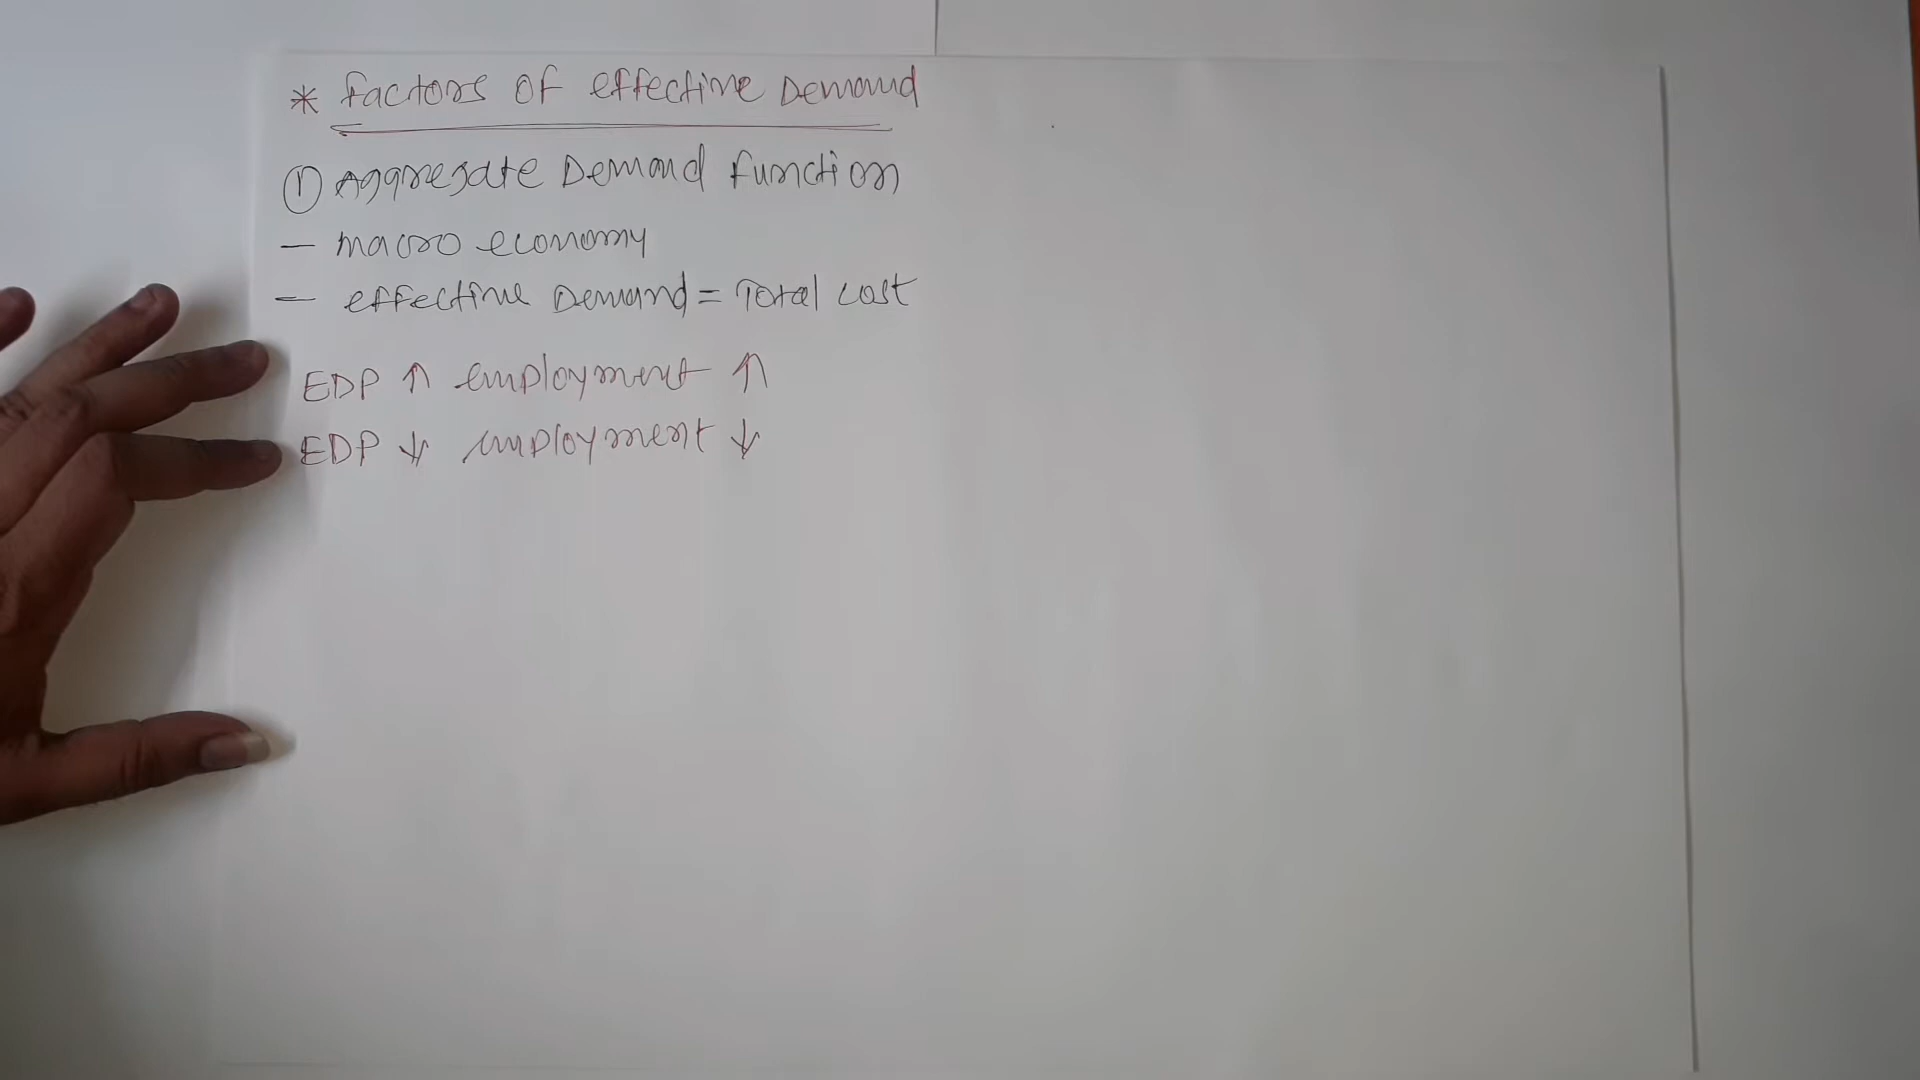 * Factors of effective Demand
① Aggregate Demand Function
- macro economy
- effective Demand = Total cost
EDP ↑ employment ↑
EDP ↓ employment ↓